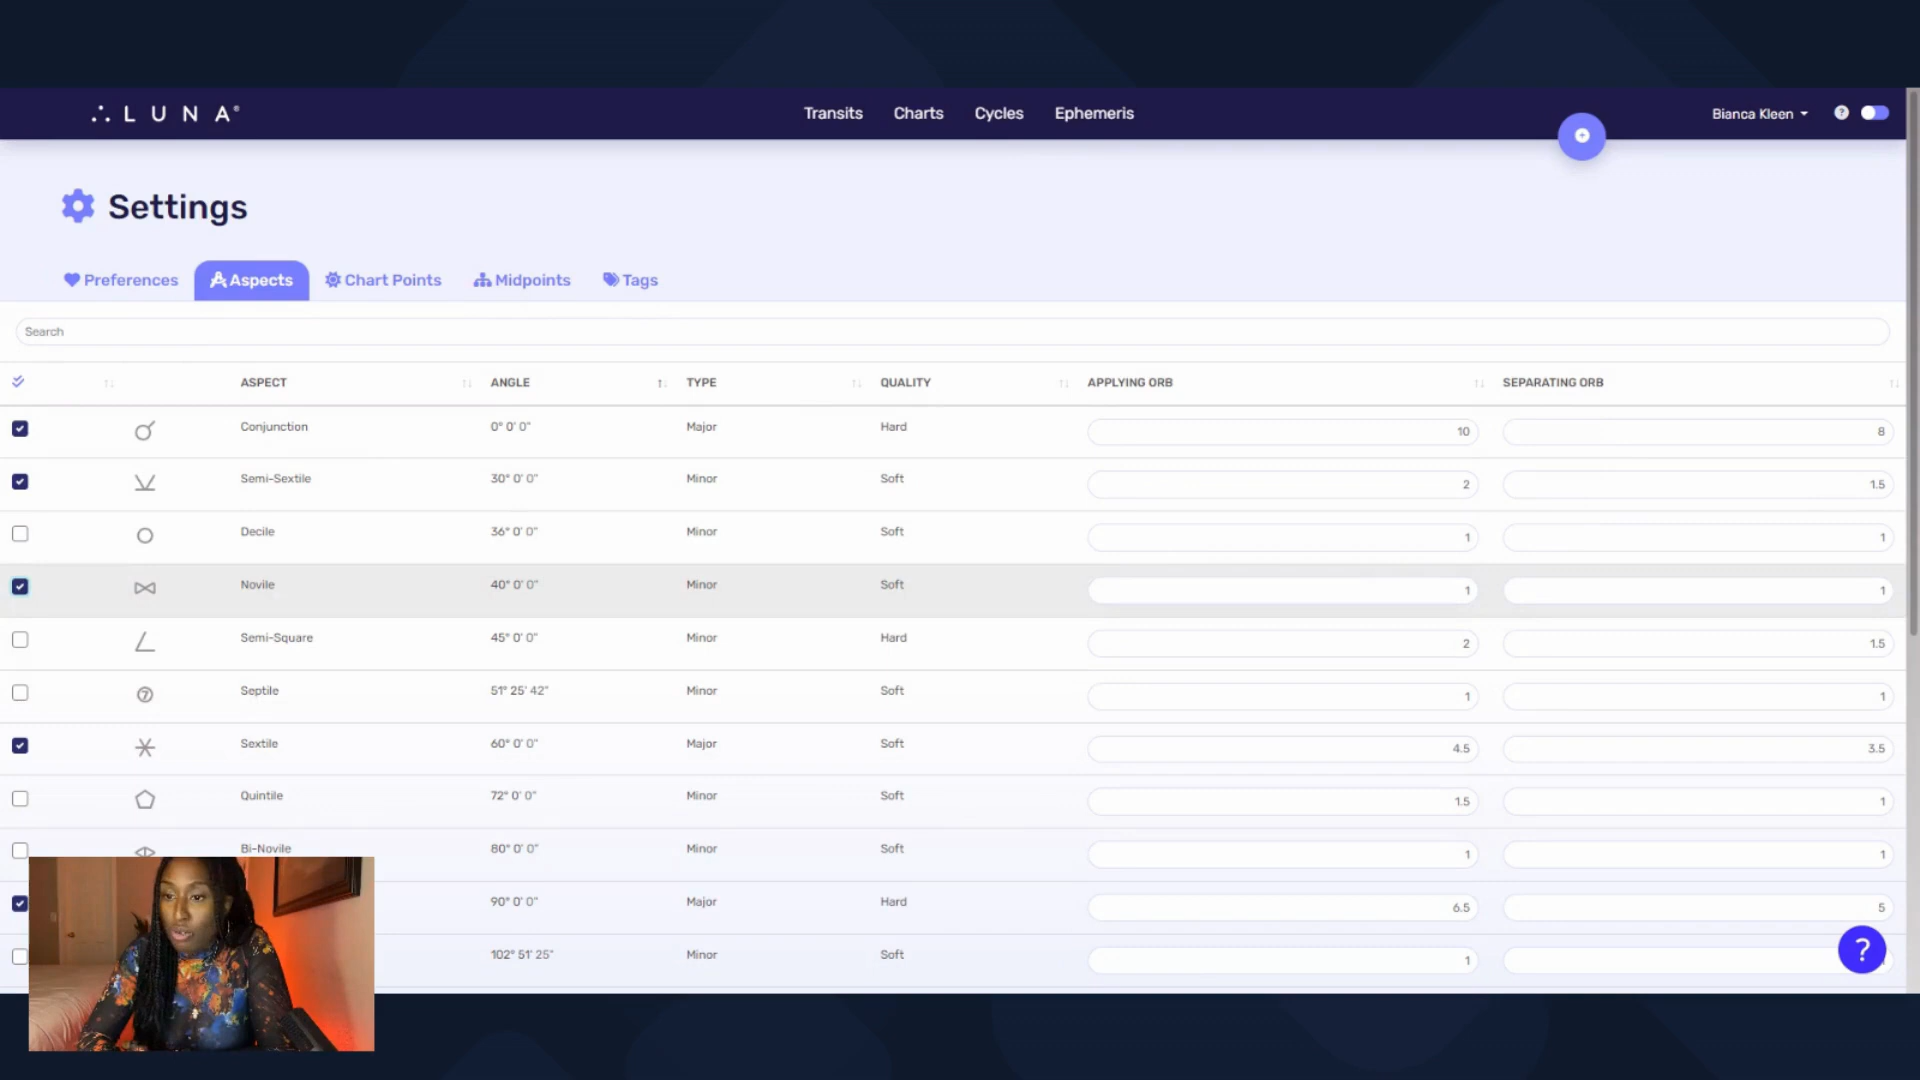 LUNA®
Transits Charts Cycles Ephemeris
Bianca Kleen
Settings
Preferences Aspects Chart Points Midpoints Tags
Search
ASPECT ANGLE TYPE QUALITY APPLYING ORB SEPARATING ORB
Conjunction 0° 0' 0" Major Hard 10 8
Semi-Sextile 30° 0' 0" Minor Soft 2 1.5
Decile 36° 0' 0" Minor Soft 1 1
Novile 40° 0' 0" Minor Soft 1 1
Semi-Square 45° 0' 0" Minor Hard 2 1.5
Septile 51° 25' 42" Minor Soft 1 1
Sextile 60° 0' 0" Major Soft 4.5 3.5
Quintile 72° 0' 0" Minor Soft 1.5 1
Bi-Novile 80° 0' 0" Minor Soft 1 1
90° 0' 0" Major Hard 6.5 5
102° 51' 25" Minor Soft 1
?